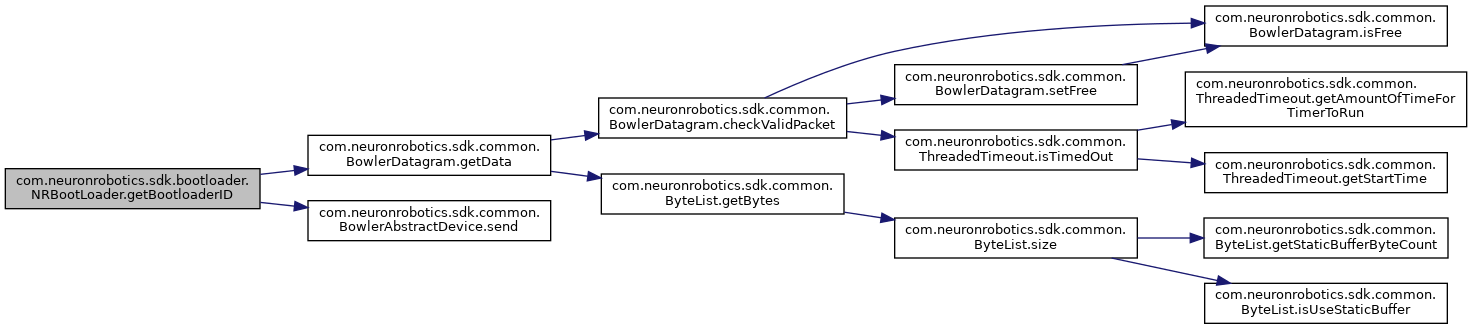 com.neuronrobotics.sdk.bootloader.
NRBootLoader.getBootloaderID
com.neuronrobotics.sdk.common.
BowlerDatagram.getData
com.neuronrobotics.sdk.common.
BowlerAbstractDevice.send
com.neuronrobotics.sdk.common.
BowlerDatagram.checkValidPacket
com.neuronrobotics.sdk.common.
ByteList.getBytes
com.neuronrobotics.sdk.common.
BowlerDatagram.setFree
com.neuronrobotics.sdk.common.
ThreadedTimeout.isTimedOut
com.neuronrobotics.sdk.common.
ByteList.size
com.neuronrobotics.sdk.common.
BowlerDatagram.isFree
com.neuronrobotics.sdk.common.
ThreadedTimeout.getAmountOfTimeFor
TimerToRun
com.neuronrobotics.sdk.common.
ThreadedTimeout.getStartTime
com.neuronrobotics.sdk.common.
ByteList.getStaticBufferByteCount
com.neuronrobotics.sdk.common.
ByteList.isUseStaticBuffer